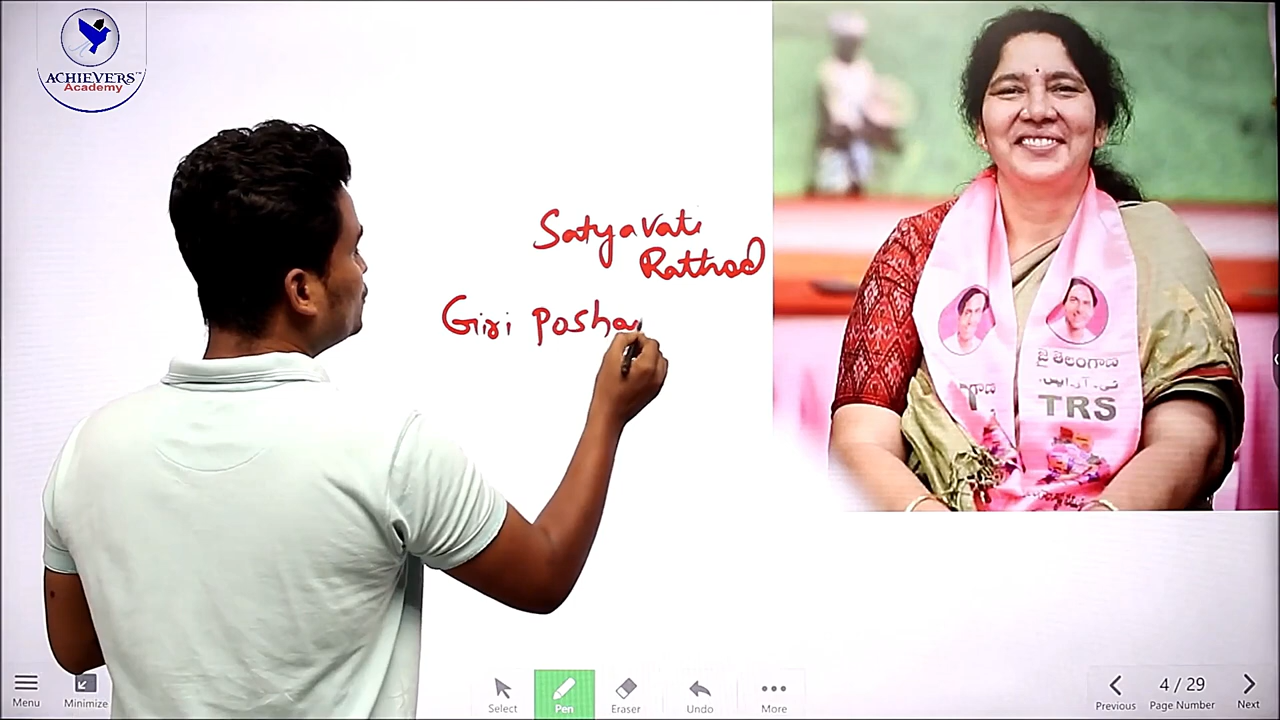 ACHIEVERS™
Academy
Satyavati
Rathod
Giri posha
జై తెలంగాణ
TRS
Menu
Minimize
Select
Pen
Eraser
Undo
More
Previous
4 / 29
Page Number
Next